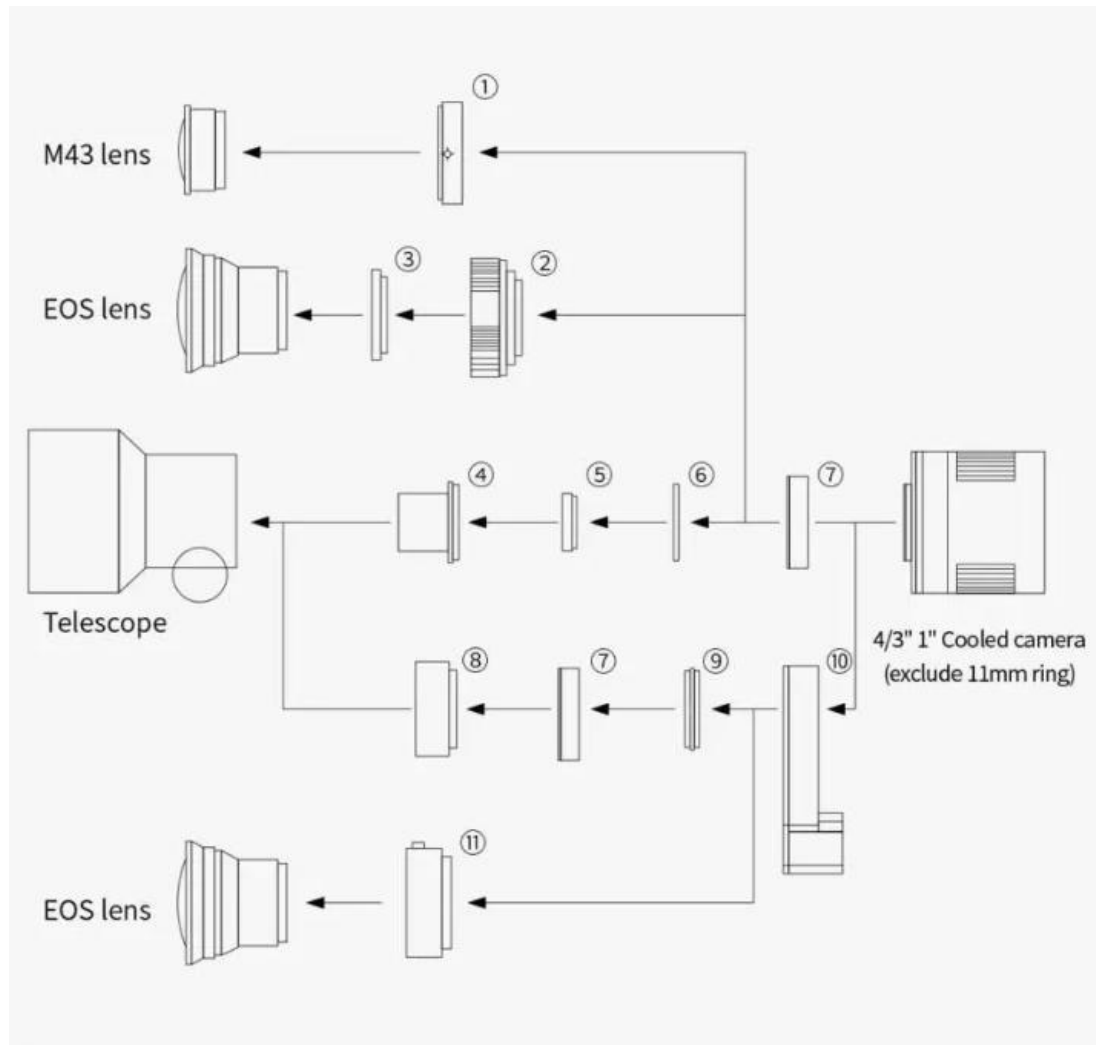 ①
M43 lens
③
②
EOS lens
④
⑤
⑥
⑦
Telescope
4/3" 1" Cooled camera
(exclude 11mm ring)
⑧
⑦
⑨
⑩
⑪
EOS lens